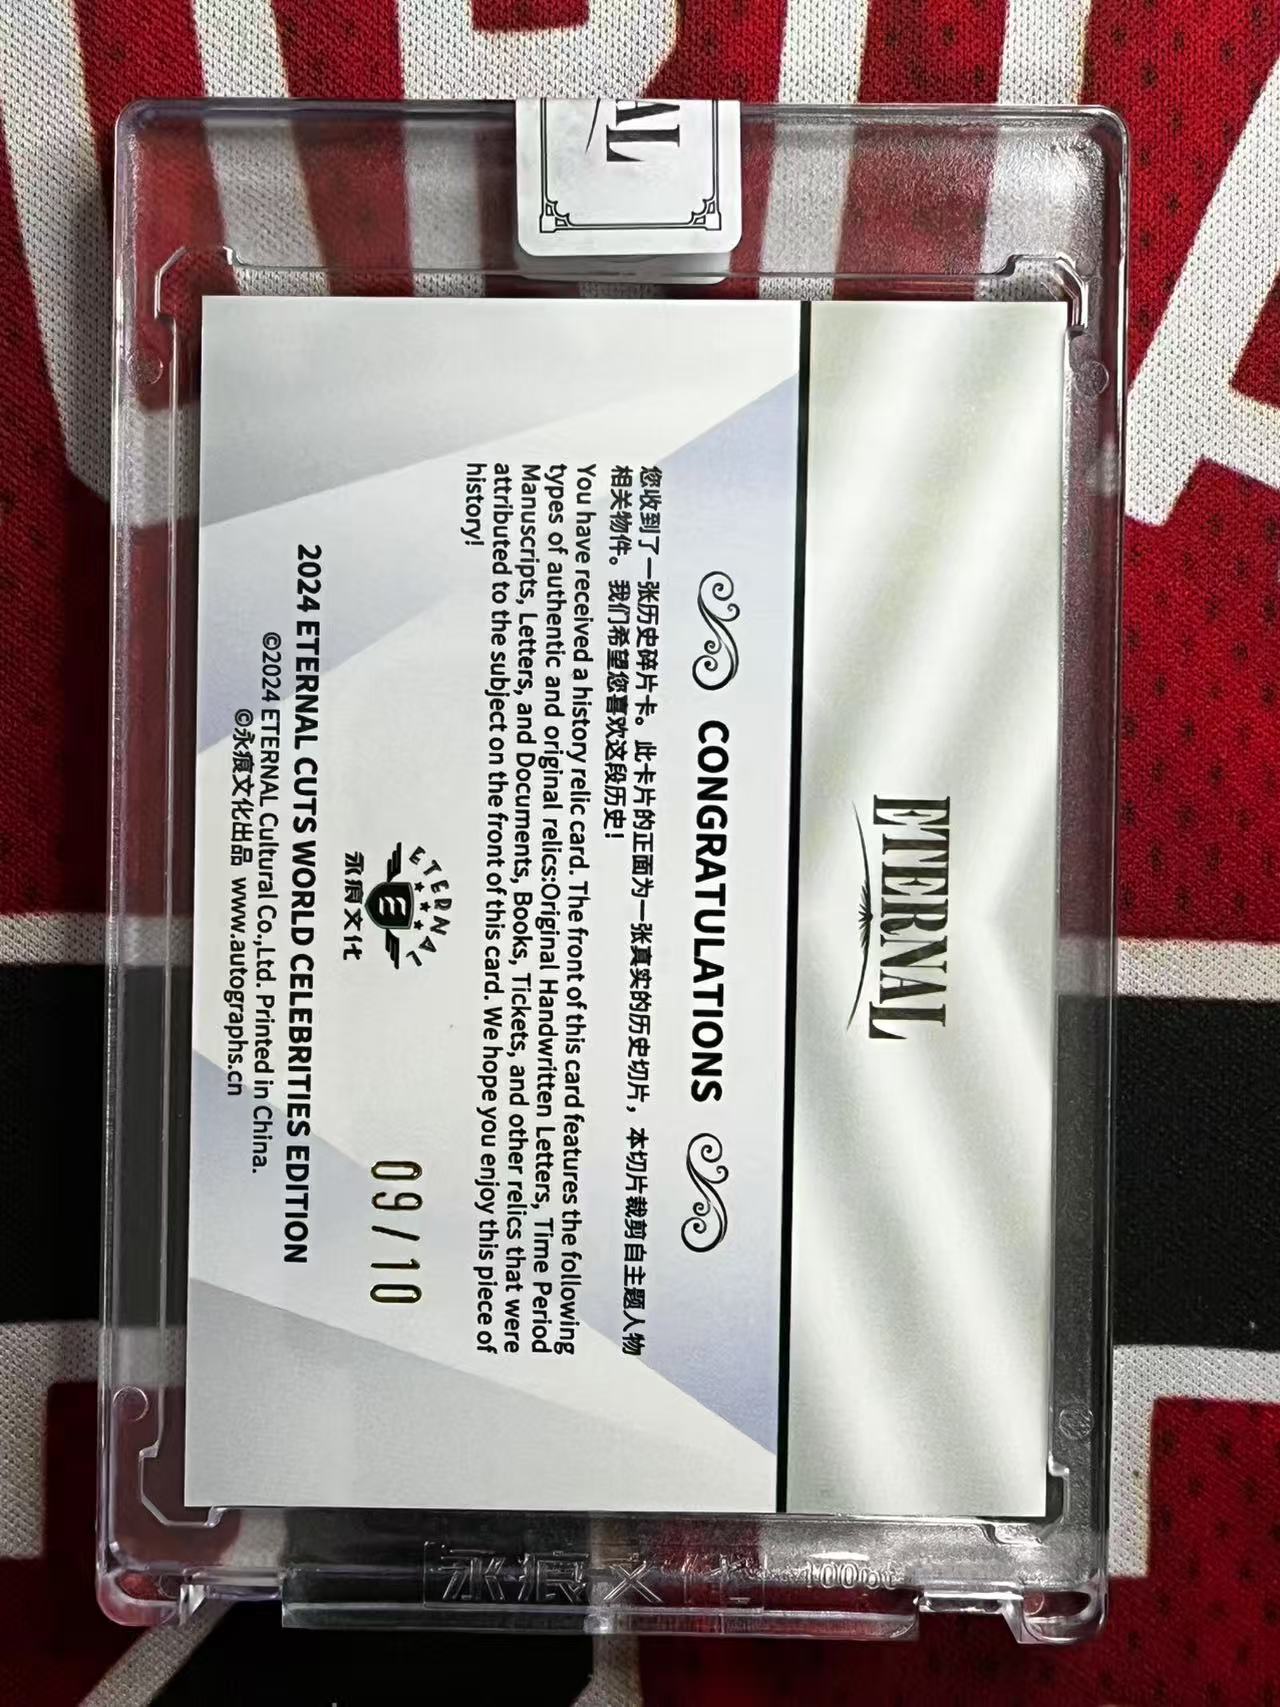 ETERNAL
CONGRATULATIONS
您收到了一张历史碎片卡。此卡片的正面为一张真实的历史切片，本切片裁剪自主题人物
相关物件。我们希望您喜欢这段历史！
You have received a history relic card. The front of this card features the following
types of authentic and original relics:Original Handwritten Letters, Time Period
Manuscripts, Letters, and Documents, Books, Tickets, and other relics that were
attributed to the subject on the front of this card. We hope you enjoy this piece of
history!
ETERNAL
E
永痕文化
09/10
2024 ETERNAL CUTS WORLD CELEBRITIES EDITION
©2024 ETERNAL Cultural Co.,Ltd. Printed in China.
©永痕文化出品 www.autographs.cn
AL
永痕文化
100pt